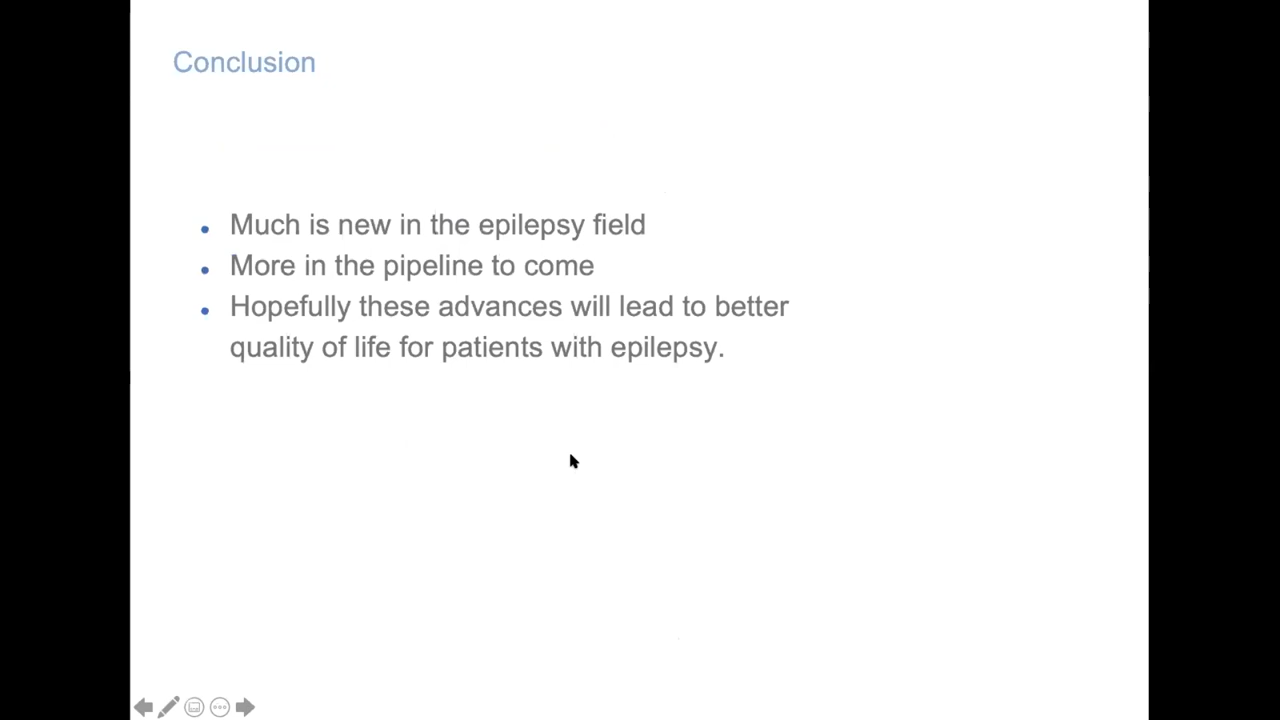 Conclusion
Much is new in the epilepsy field
More in the pipeline to come
Hopefully these advances will lead to better
quality of life for patients with epilepsy.